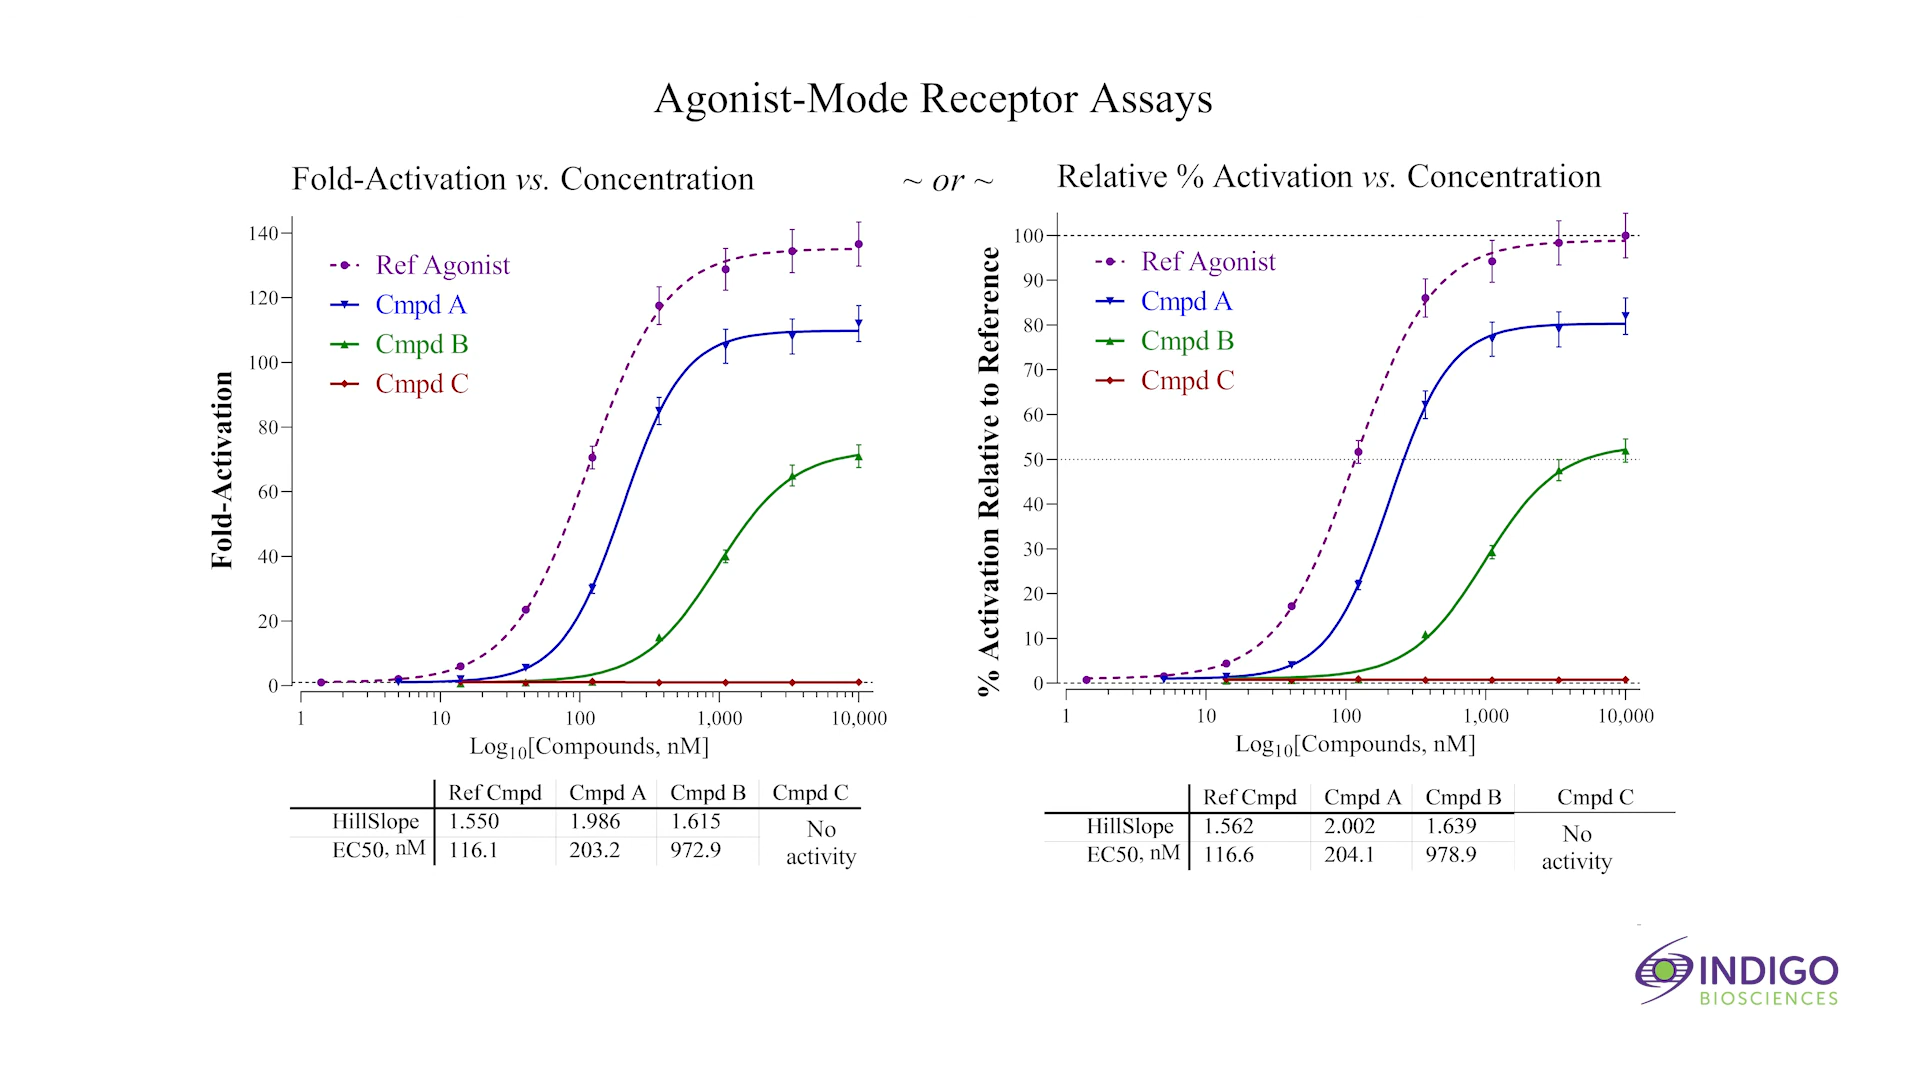 Agonist-Mode Receptor Assays
Fold-Activation vs. Concentration
~ or ~
Relative % Activation vs. Concentration
Fold-Activation
140
120
100
80
60
40
20
0
Ref Agonist
Cmpd A
Cmpd B
Cmpd C
1 10 100 1,000 10,000
Log10[Compounds, nM]
Ref Cmpd Cmpd A Cmpd B Cmpd C
HillSlope 1.550 1.986 1.615 No
EC50, nM 116.1 203.2 972.9 activity
% Activation Relative to Reference
100
90
80
70
60
50
40
30
20
10
0
Ref Agonist
Cmpd A
Cmpd B
Cmpd C
1 10 100 1,000 10,000
Log10[Compounds, nM]
Ref Cmpd Cmpd A Cmpd B Cmpd C
HillSlope 1.562 2.002 1.639 No
EC50, nM 116.6 204.1 978.9 activity
INDIGO
BIOSCIENCES